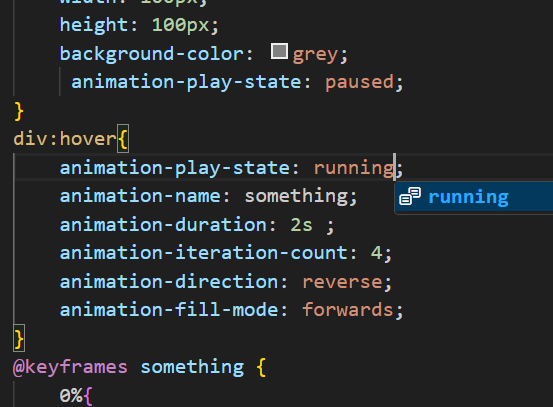 width: 100px;
height: 100px;
background-color: grey;
animation-play-state: paused;
}
div:hover{
animation-play-state: running;
running
animation-name: something;
animation-duration: 2s ;
animation-iteration-count: 4;
animation-direction: reverse;
animation-fill-mode: forwards;
}
@keyframes something {
0%{